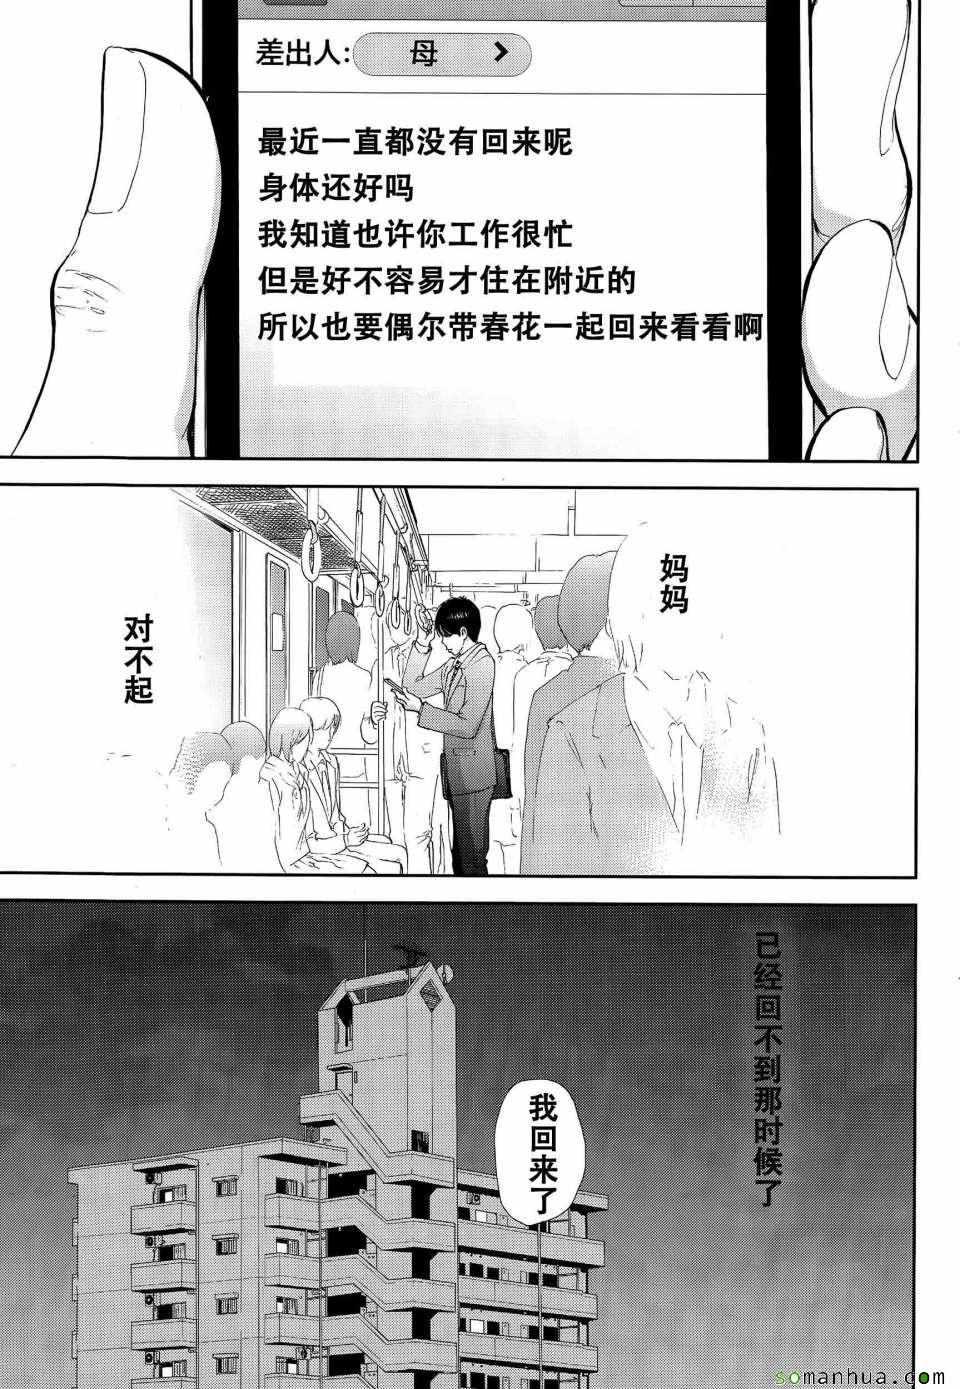 差出人: 母 >
最近一直都没有回来呢
身体还好吗
我知道也许你工作很忙
但是好不容易才住在附近的
所以也要偶尔带春花一起回来看看啊
妈妈
对不起
已经回不到那时候了
我回来了
somanhua.com